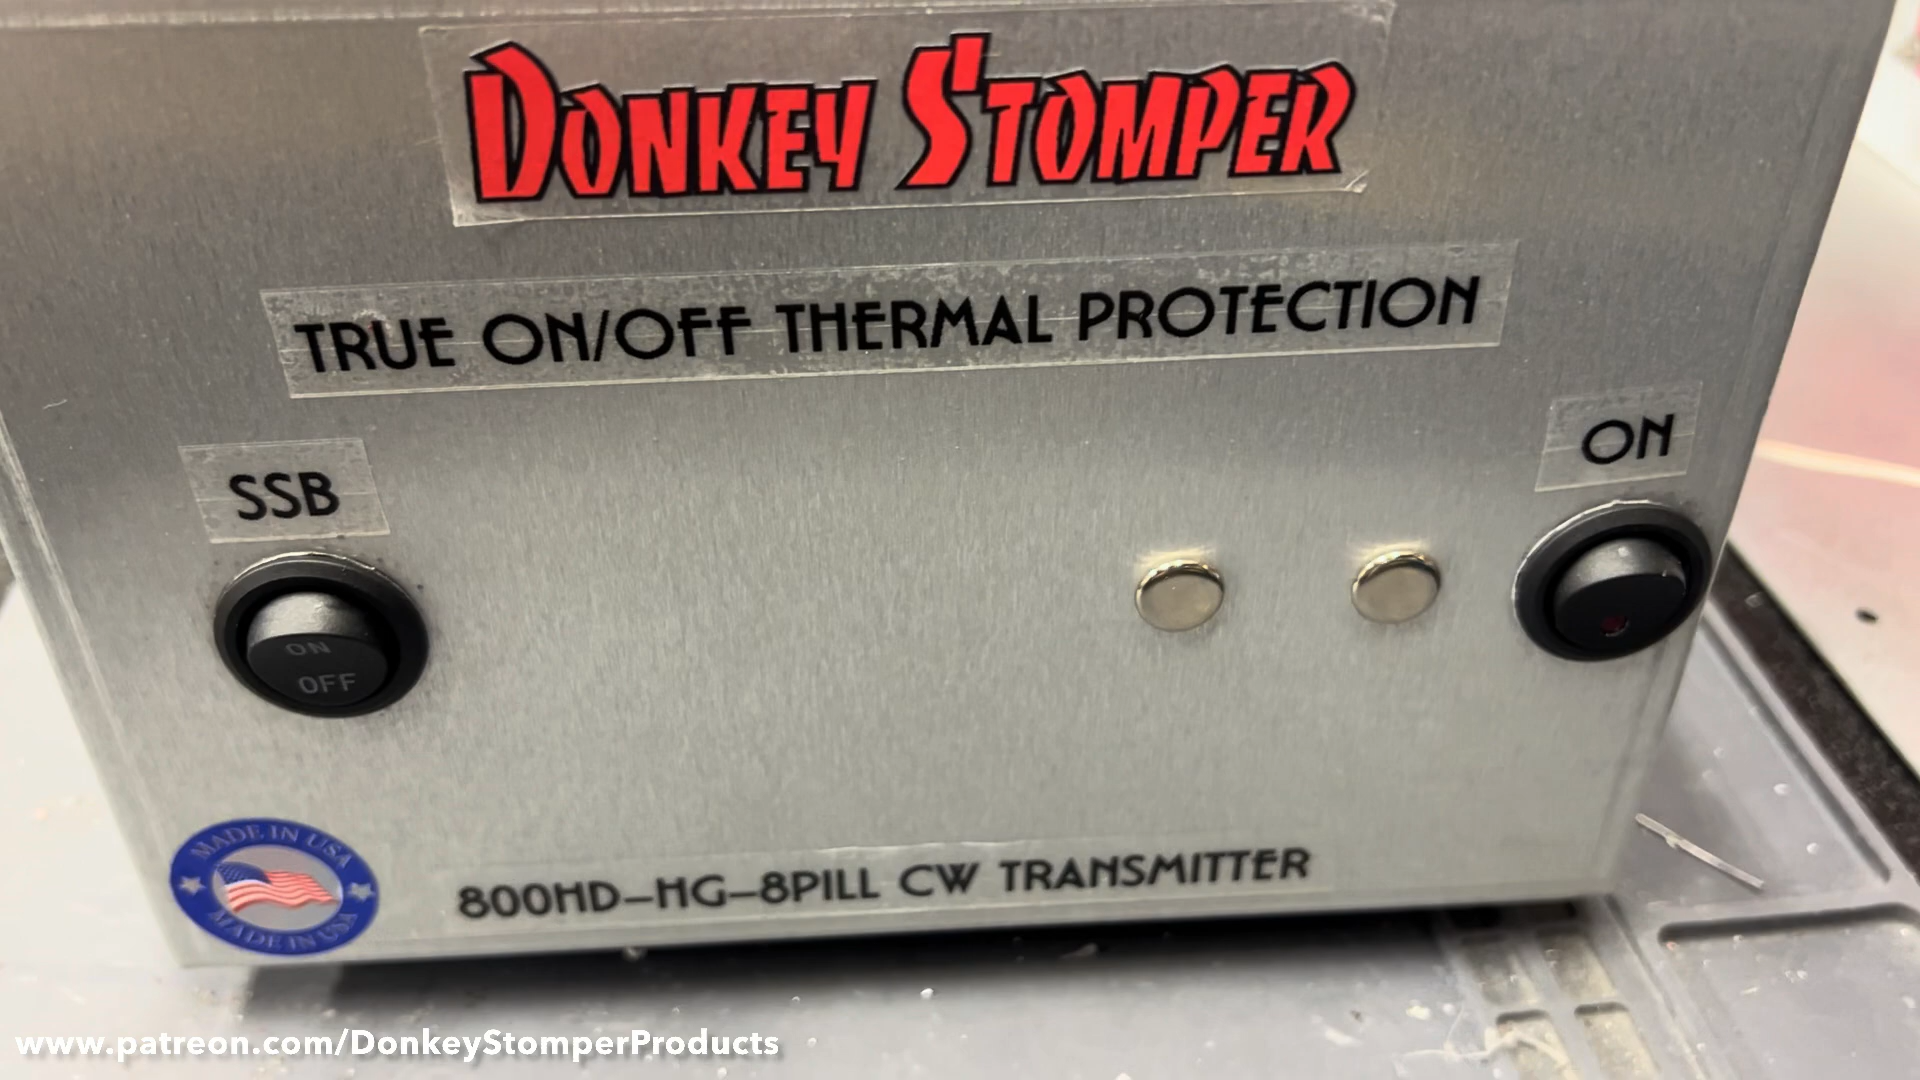 DONKEY STOMPER
TRUE ON/OFF THERMAL PROTECTION
SSB
ON
ON
OFF
MADE IN USA
MADE IN USA
800HD-HG-8PILL CW TRANSMITTER
www.patreon.com/DonkeyStomperProducts